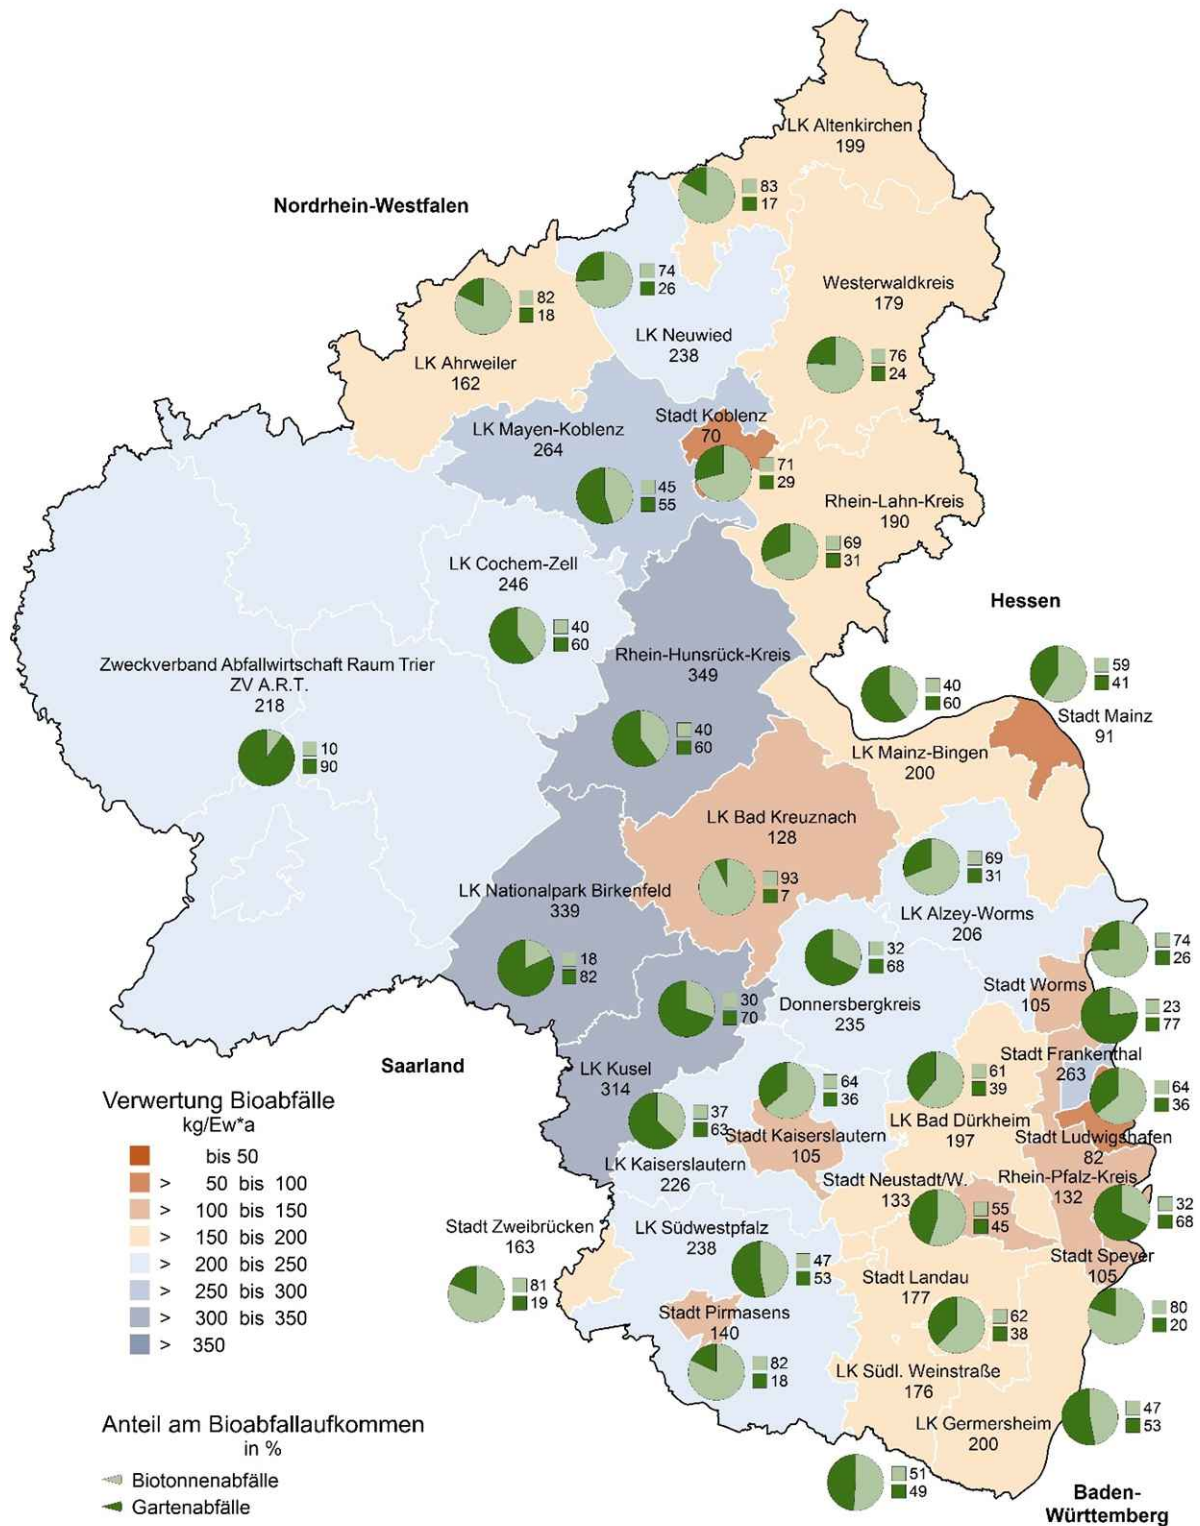 LK Altenkirchen
199
83
17
Nordrhein-Westfalen
74
26
Westerwaldkreis
179
82
18
LK Neuwied
238
76
24
LK Ahrweiler
162
Stadt Koblenz
70
LK Mayen-Koblenz
264
71
29
45
55
Rhein-Lahn-Kreis
190
69
31
LK Cochem-Zell
246
Hessen
40
60
Rhein-Hunsrück-Kreis
349
Zweckverband Abfallwirtschaft Raum Trier
ZV A.R.T.
218
59
41
40
60
Stadt Mainz
91
40
60
10
90
LK Mainz-Bingen
200
LK Bad Kreuznach
128
69
31
93
7
LK Nationalpark Birkenfeld
339
LK Alzey-Worms
206
74
26
32
68
18
82
Stadt Worms
105
30
70
Donnersbergkreis
235
23
77
Saarland
LK Kusel
314
Stadt Frankenthal
263
61
39
64
36
64
36
37
63
LK Bad Dürkheim
197
Stadt Kaiserslautern
105
Stadt Ludwigshafen
82
LK Kaiserslautern
226
Stadt Neustadt/W.
133
Rhein-Pfalz-Kreis
132
32
68
55
45
Stadt Zweibrücken
163
LK Südwestpfalz
238
Stadt Speyer
105
47
53
Stadt Landau
177
81
19
Stadt Pirmasens
140
62
38
80
20
82
18
LK Südl. Weinstraße
176
LK Germersheim
200
47
53
51
49
Baden-
Württemberg
Verwertung Bioabfälle
kg/Ew*a
bis 50
> 50 bis 100
> 100 bis 150
> 150 bis 200
> 200 bis 250
> 250 bis 300
> 300 bis 350
> 350
Anteil am Bioabfallaufkommen
in %
Biotonnenabfälle
Gartenabfälle